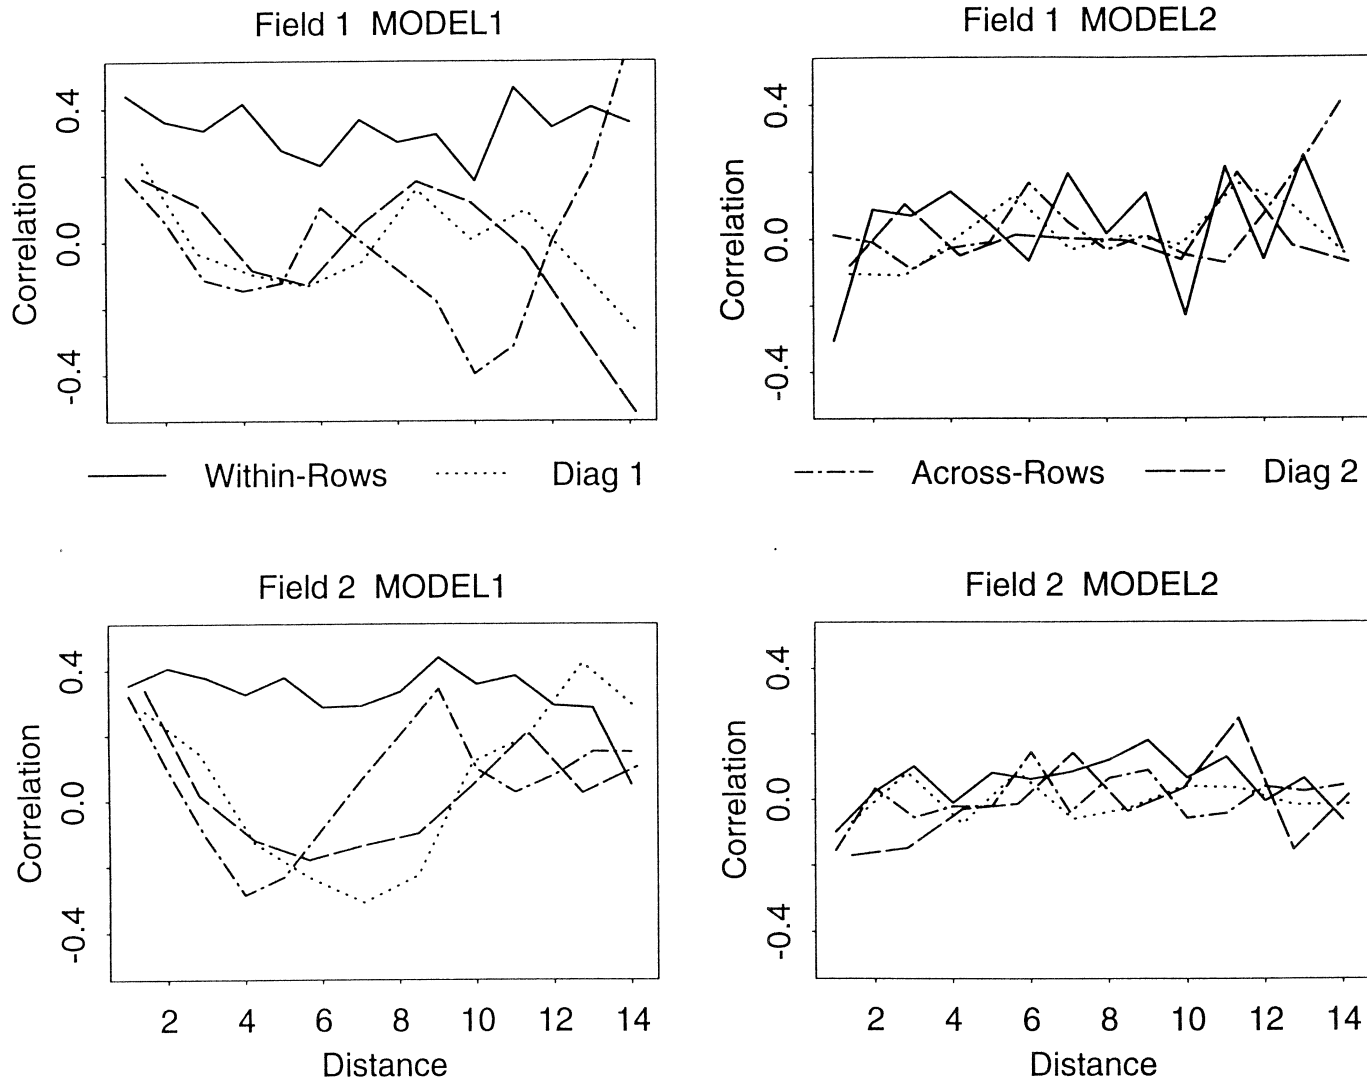 Field 1 MODEL1
Field 1 MODEL2
Correlation
0.4
0.0
-0.4
Correlation
0.4
0.0
-0.4
Within-Rows
Diag 1
Across-Rows
Diag 2
Field 2 MODEL1
Field 2 MODEL2
Correlation
0.4
0.0
-0.4
Correlation
0.4
0.0
-0.4
2 4 6 8 10 12 14
2 4 6 8 10 12 14
Distance
Distance